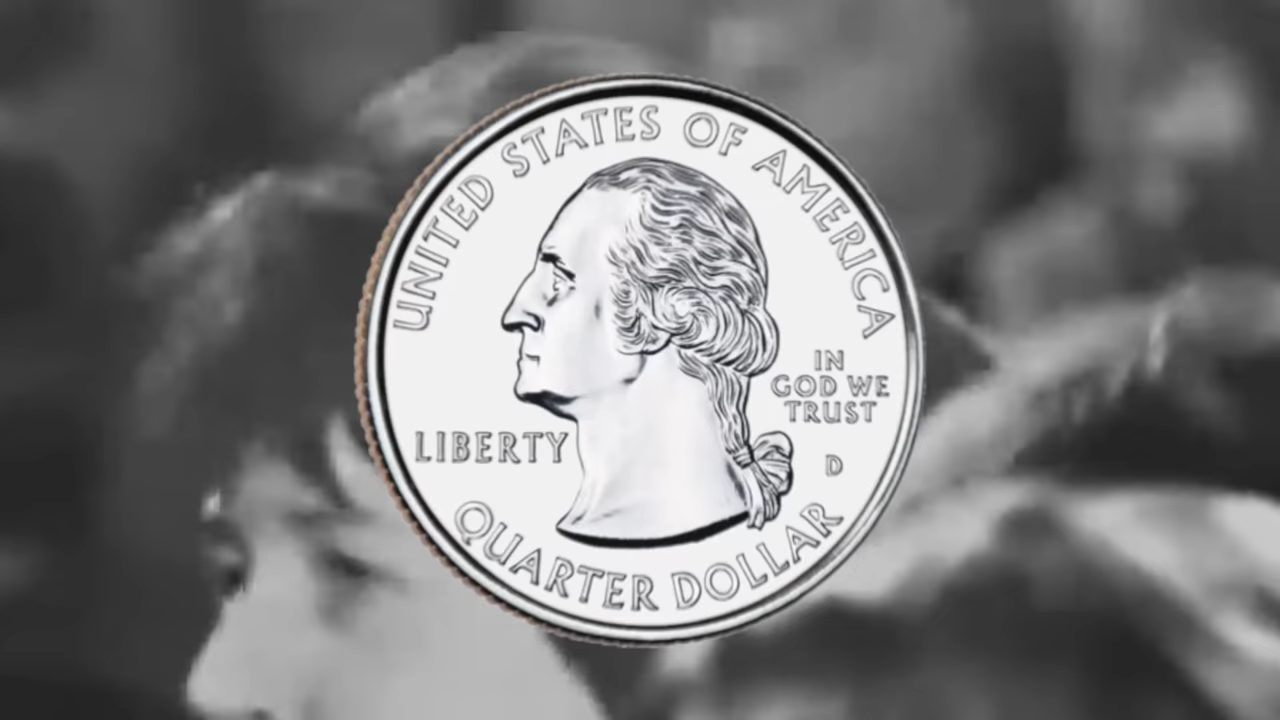 UNITED STATES OF AMERICA
IN
GOD WE
TRUST
LIBERTY
D
QUARTER DOLLAR